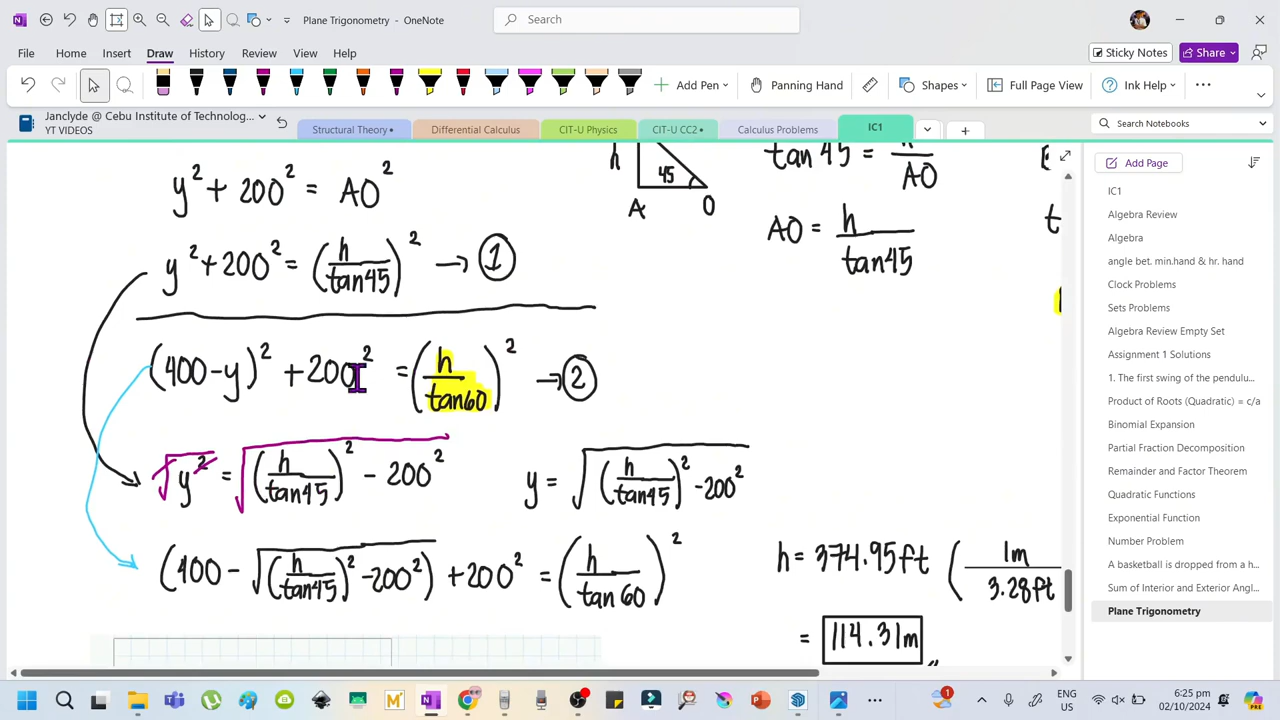 Plane Trigonometry - OneNote
Search
File Home Insert Draw History Review View Help
Sticky Notes
Share
Add Pen
Panning Hand
Shapes
Full Page View
Ink Help
Janclyde @ Cebu Institute of Technolog...
YT VIDEOS
Structural Theory
Differential Calculus
CIT-U Physics
CIT-U CC2
Calculus Problems
IC1
Search Notebooks
Add Page
IC1
Algebra Review
Algebra
angle bet. min.hand & hr. hand
Clock Problems
Sets Problems
Algebra Review Empty Set
Assignment 1 Solutions
1. The first swing of the pendulu...
Product of Roots (Quadratic) = c/a
Binomial Expansion
Partial Fraction Decomposition
Remainder and Factor Theorem
Quadratic Functions
Exponential Function
Number Problem
A basketball is dropped from a h...
Sum of Interior and Exterior Angl...
Plane Trigonometry
y² + 200² = AO²
y² + 200² = (h/tan45)² → ①
(400-y)² + 200² = (h/tan60)² → ②
√y² = √(h/tan45)² - 200²
y = √(h/tan45)² - 200²
(400 - √(h/tan45)² - 200²) + 200² = (h/tan 60)²
h
45
A
O
tan 45 = h/AO
AO = h/tan45
h = 374.95ft (1m/3.28ft
= 114.31m
ENG
US
6:25 pm
02/10/2024